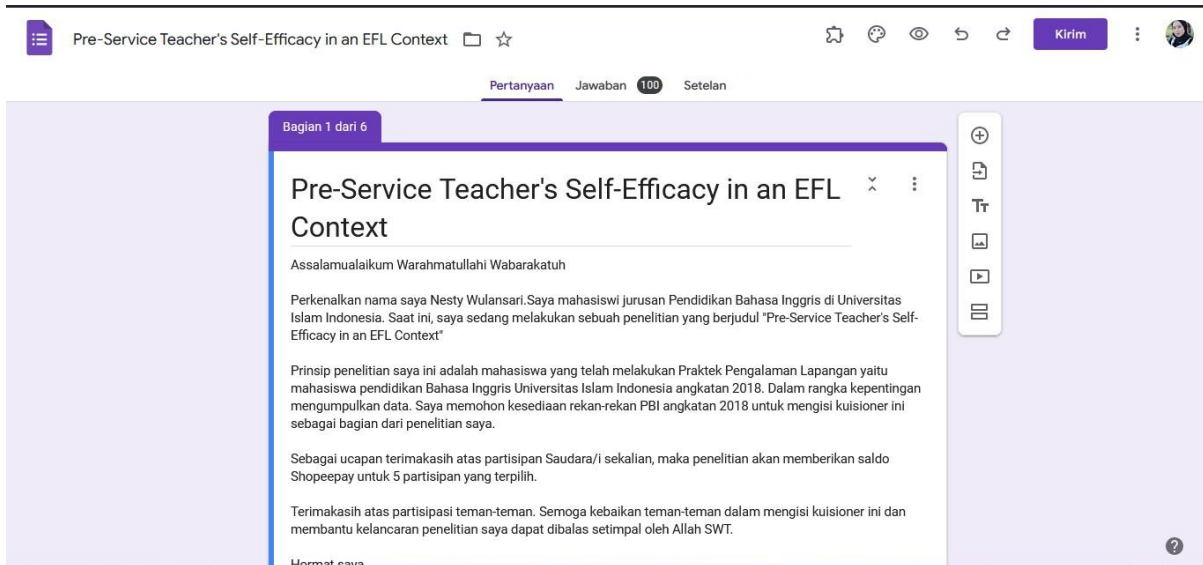 Pre-Service Teacher's Self-Efficacy in an EFL Context
Kirim
Pertanyaan Jawaban 100 Setelan
Bagian 1 dari 6
Pre-Service Teacher's Self-Efficacy in an EFL
Context
Assalamualaikum Warahmatullahi Wabarakatuh
Perkenalkan nama saya Nesty Wulansari.Saya mahasiswi jurusan Pendidikan Bahasa Inggris di Universitas
Islam Indonesia. Saat ini, saya sedang melakukan sebuah penelitian yang berjudul "Pre-Service Teacher's Self-
Efficacy in an EFL Context"
Prinsip penelitian saya ini adalah mahasiswa yang telah melakukan Praktek Pengalaman Lapangan yaitu
mahasiswa pendidikan Bahasa Inggris Universitas Islam Indonesia angkatan 2018. Dalam rangka kepentingan
mengumpulkan data. Saya memohon kesediaan rekan-rekan PBI angkatan 2018 untuk mengisi kuisioner ini
sebagai bagian dari penelitian saya.
Sebagai ucapan terimakasih atas partisipan Saudara/i sekalian, maka penelitian akan memberikan saldo
Shopeepay untuk 5 partisipan yang terpilih.
Terimakasih atas partisipasi teman-teman. Semoga kebaikan teman-teman dalam mengisi kuisioner ini dan
membantu kelancaran penelitian saya dapat dibalas setimpal oleh Allah SWT.
Hormat saya